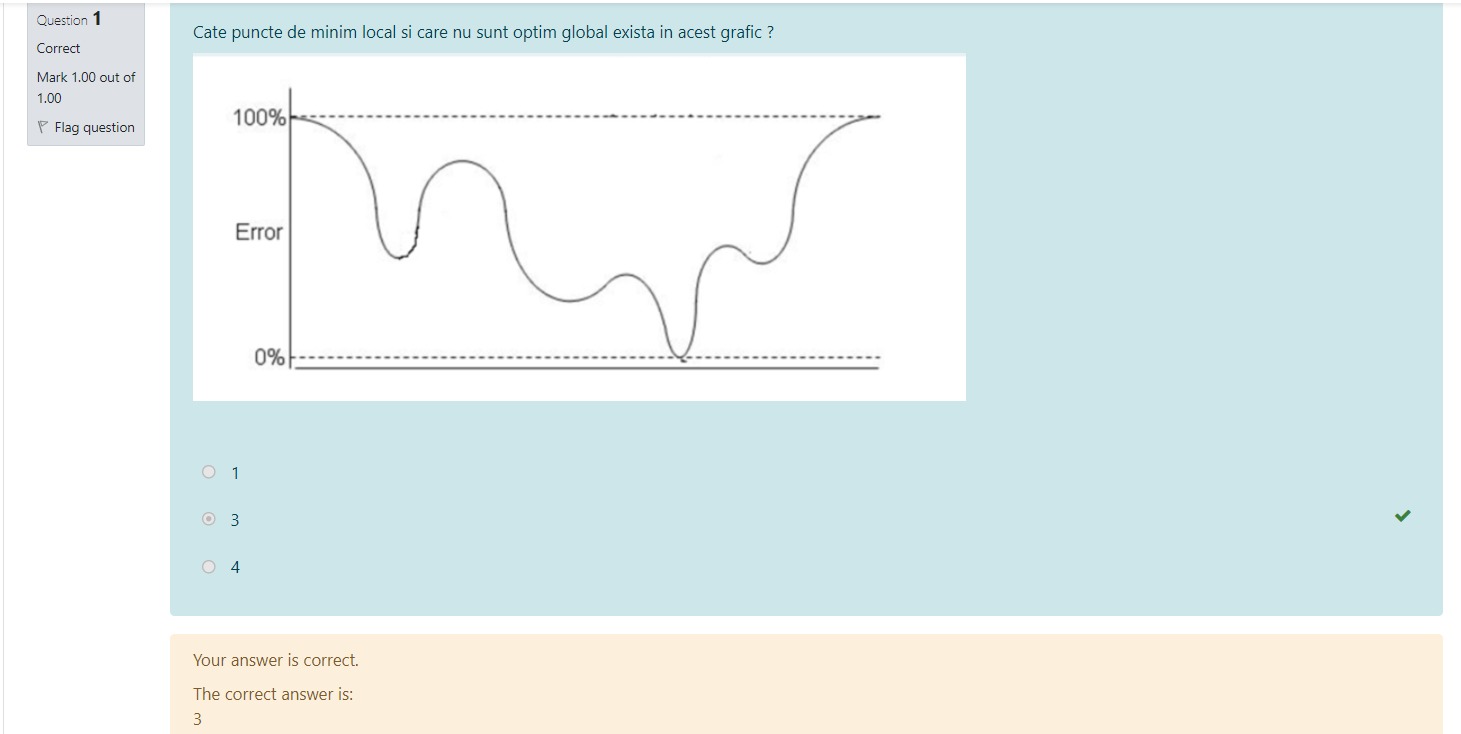 Question 1
Correct
Mark 1.00 out of
1.00
Flag question
Cate puncte de minim local si care nu sunt optim global exista in acest grafic ?
100%
Error
0%
1
3
4
Your answer is correct.
The correct answer is:
3